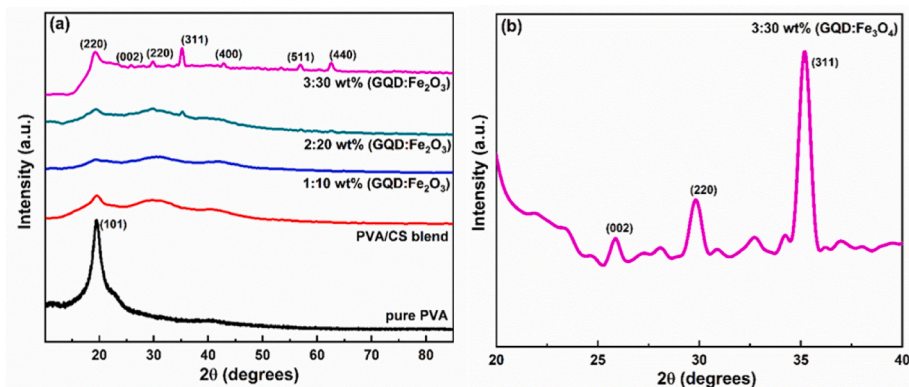 (a)
(220)
(002)
(220)
(311)
(400)
(511)
(440)
3:30 wt% (GQD:Fe₂O₃)
2:20 wt% (GQD:Fe₂O₃)
1:10 wt% (GQD:Fe₂O₃)
PVA/CS blend
(101)
pure PVA
Intensity (a.u.)
20 30 40 50 60 70 80
2θ (degrees)
(b)
3:30 wt% (GQD:Fe₃O₄)
(311)
(220)
(002)
Intensity (a.u.)
20 25 30 35 40
2θ (degrees)